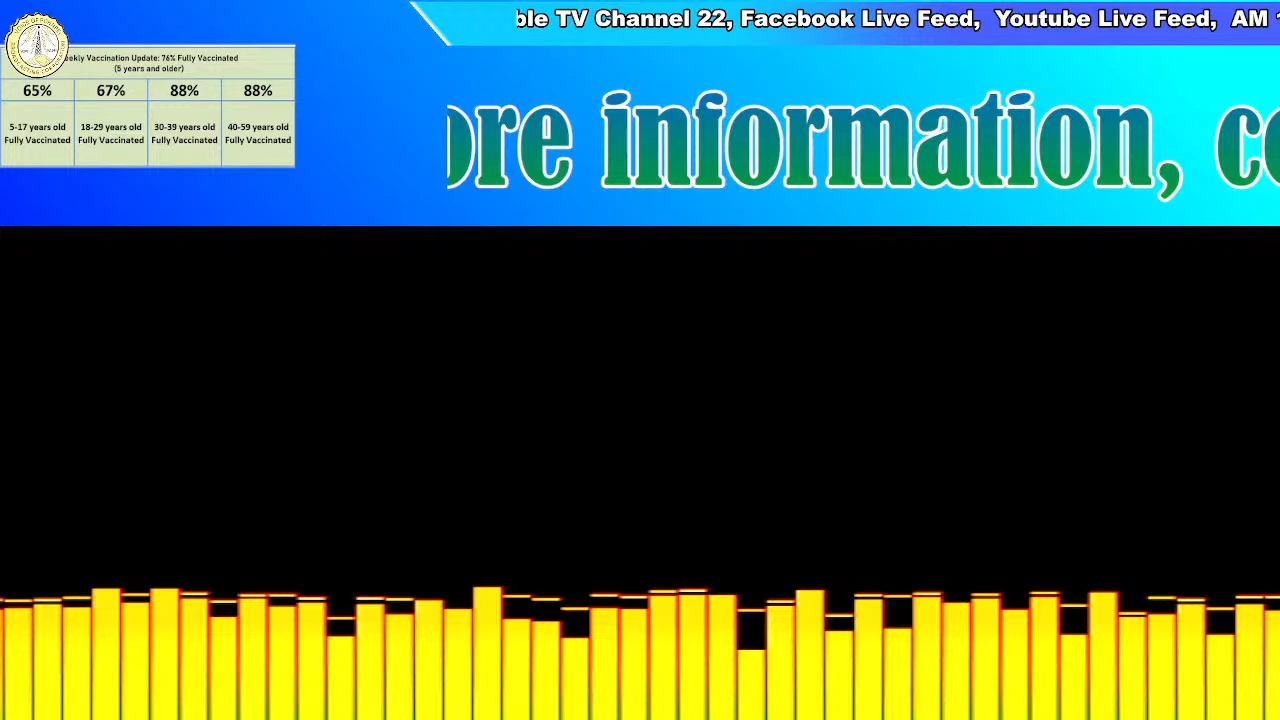 ble TV Channel 22, Facebook Live Feed, Youtube Live Feed, AM
ekly Vaccination Update: 76% Fully Vaccinated
(5 years and older)
65% 67% 88% 88%
5-17 years old 18-29 years old 30-39 years old 40-59 years old
Fully Vaccinated Fully Vaccinated Fully Vaccinated Fully Vaccinated
ore information, co